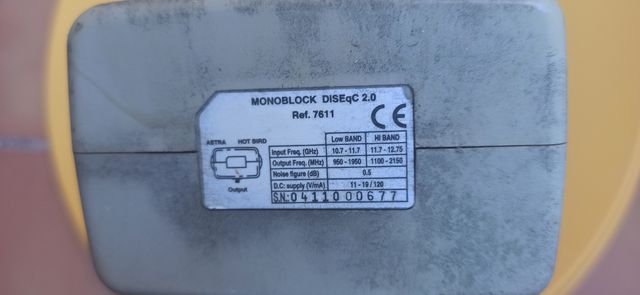 MONOBLOCK DISEqC 2.0
Ref. 7611
CE
ASTRA HOT BIRD
Output
Low BAND HI BAND
Input Freq. (GHz) 10.7 - 11.7 11.7 - 12.75
Output Freq. (MHz) 950 - 1950 1100 - 2150
Noise figure (dB) 0.5
D.C. supply (V/mA) 11 - 19 / 120
S.N.: 0411000677